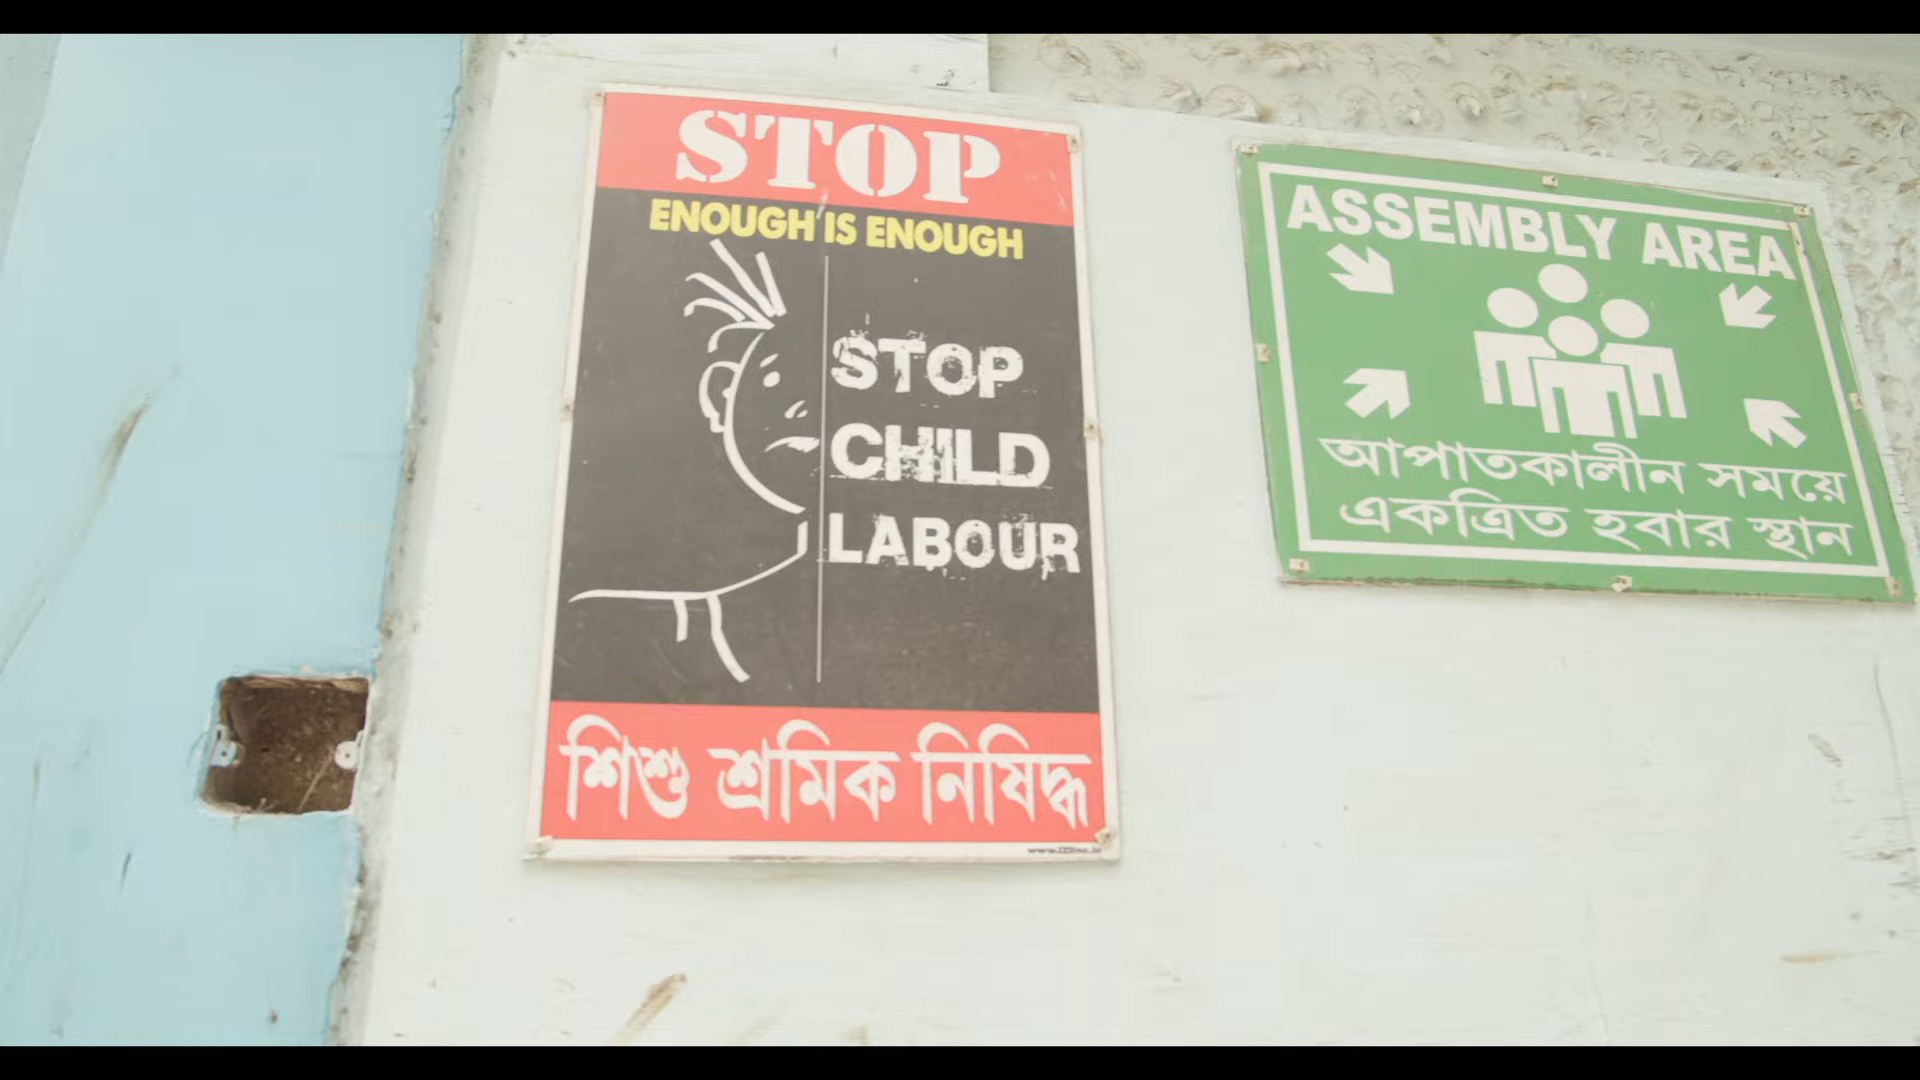 STOP
ENOUGH IS ENOUGH
STOP
CHILD
LABOUR
শিশু শ্রমিক নিষিদ্ধ
ASSEMBLY AREA
আপাতকালীন সময়ে
একত্রিত হবার স্থান